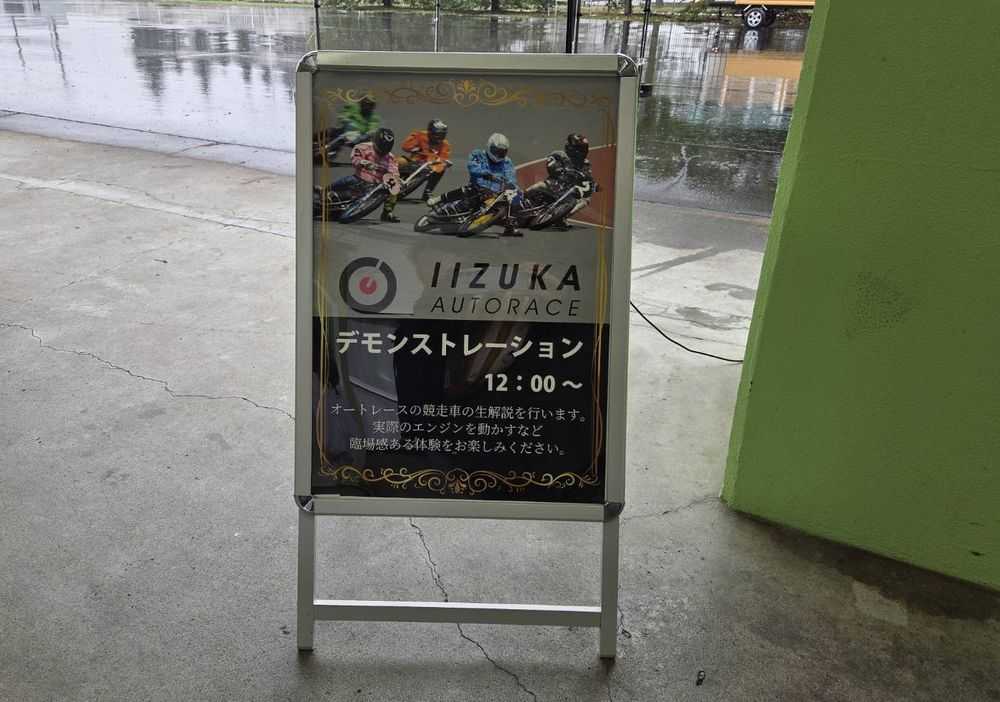 IIZUKA
AUTORACE
デモンストレーション
12：00～
オートレースの競走車の生解説を行います。
実際のエンジンを動かすなど
臨場感ある体験をお楽しみください。